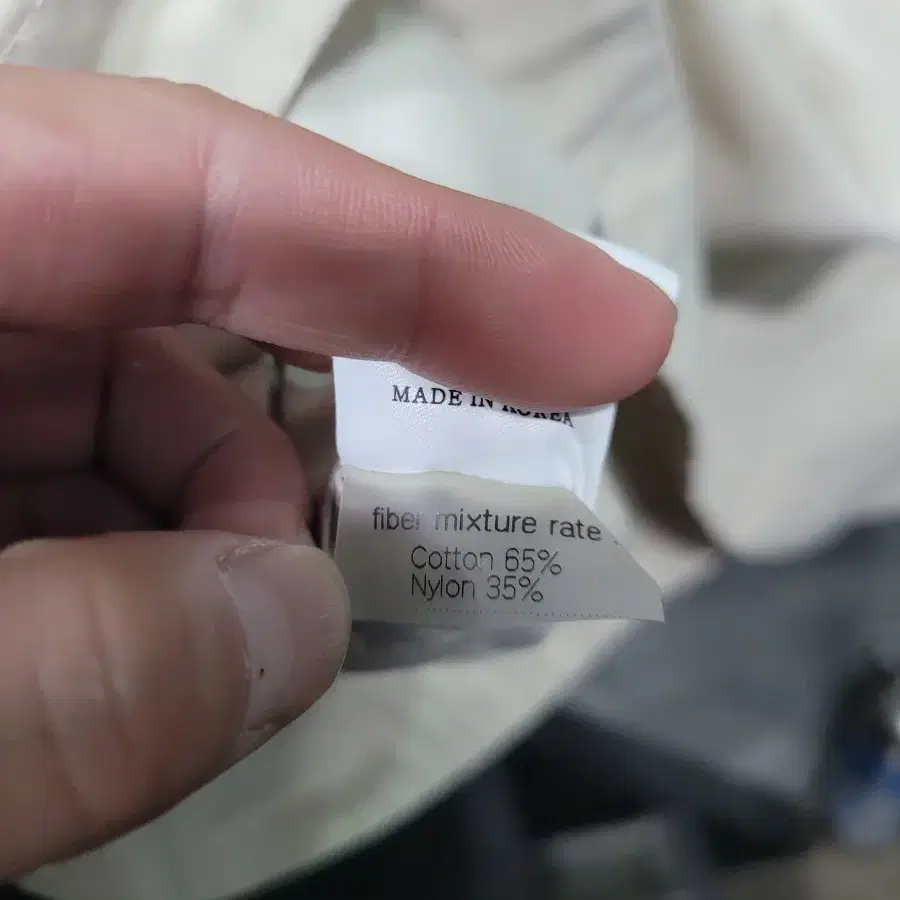 MADE IN KOREA
fiber mixture rate
Cotton 65%
Nylon 35%